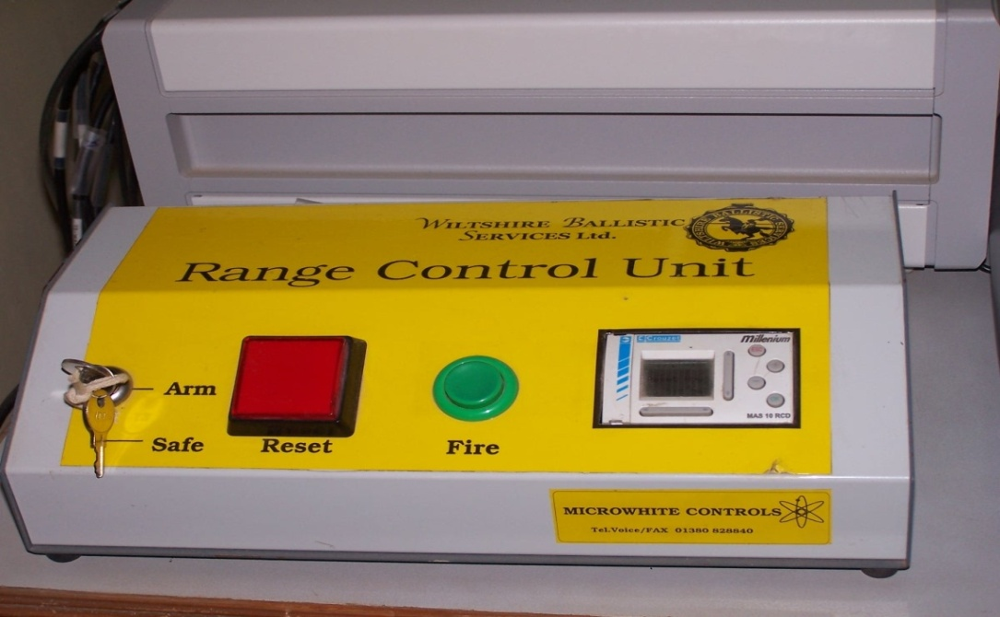 WILTSHIRE BALLISTIC
SERVICES Ltd.
Range Control Unit
Arm
Safe
Reset
Fire
Crouzet
Millenium
MAS 10 RCD
MICROWHITE CONTROLS
Tel.Voice/FAX 01380 828840